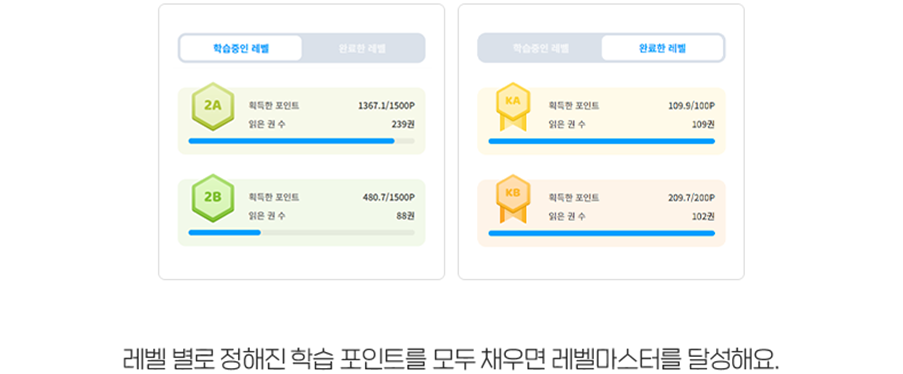 학습중인 레벨
완료한 레벨
2A
획득한 포인트
1367.1/1500P
읽은 권 수
239권
2B
획득한 포인트
480.7/1500P
읽은 권 수
88권
학습중인 레벨
완료한 레벨
KA
획득한 포인트
109.9/100P
읽은 권 수
109권
KB
획득한 포인트
209.7/200P
읽은 권 수
102권
레벨 별로 정해진 학습 포인트를 모두 채우면 레벨마스터를 달성해요.